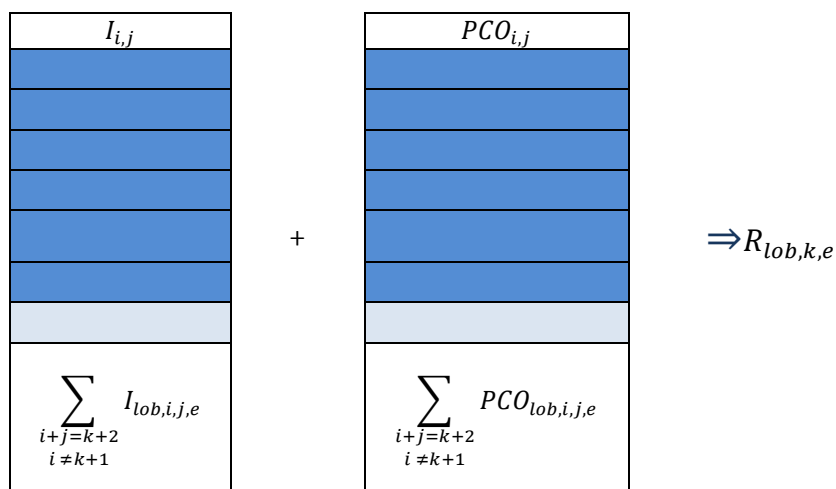 I_{i,j} PCO_{i,j}
+ ⇒R_{lob,k,e}
∑_{i+j=k+2, i≠k+1} I_{lob,i,j,e} ∑_{i+j=k+2, i≠k+1} PCO_{lob,i,j,e}